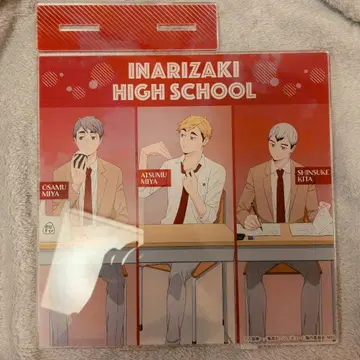 INARIZAKI
HIGH SCHOOL
OSAMU
MIYA
ATSUMU
MIYA
SHINSUKE
KITA